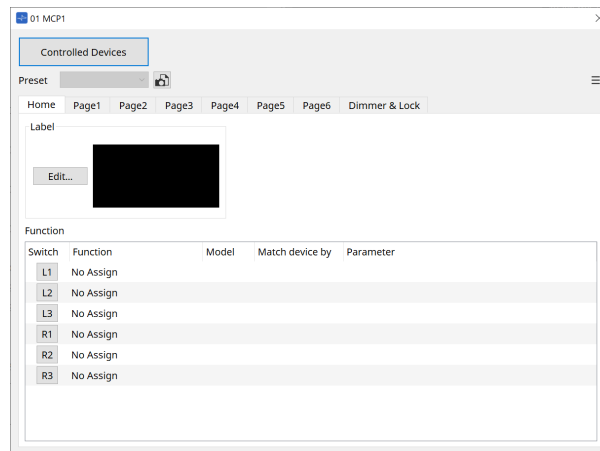 01 MCP1
Controlled Devices
Preset
Home Page1 Page2 Page3 Page4 Page5 Page6 Dimmer & Lock
Label
Edit...
Function
Switch Function Model Match device by Parameter
L1 No Assign
L2 No Assign
L3 No Assign
R1 No Assign
R2 No Assign
R3 No Assign